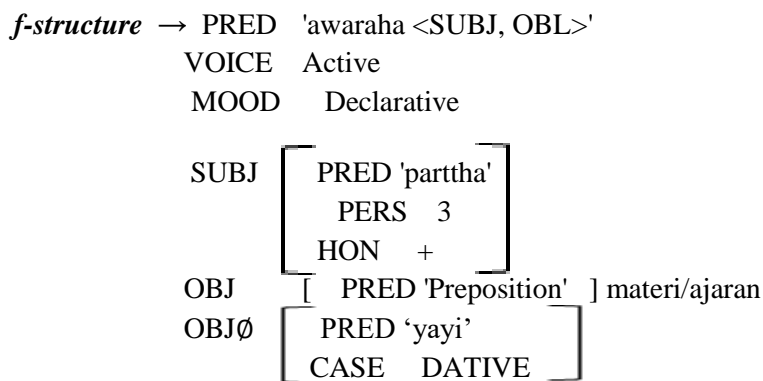 f-structure → PRED 'awaraha <SUBJ, OBL>'
VOICE Active
MOOD Declarative
SUBJ [ PRED 'parttha'
PERS 3
HON + ]
OBJ [ PRED 'Preposition' ] materi/ajaran
OBJ∅ [ PRED ‘yayi’
CASE DATIVE ]